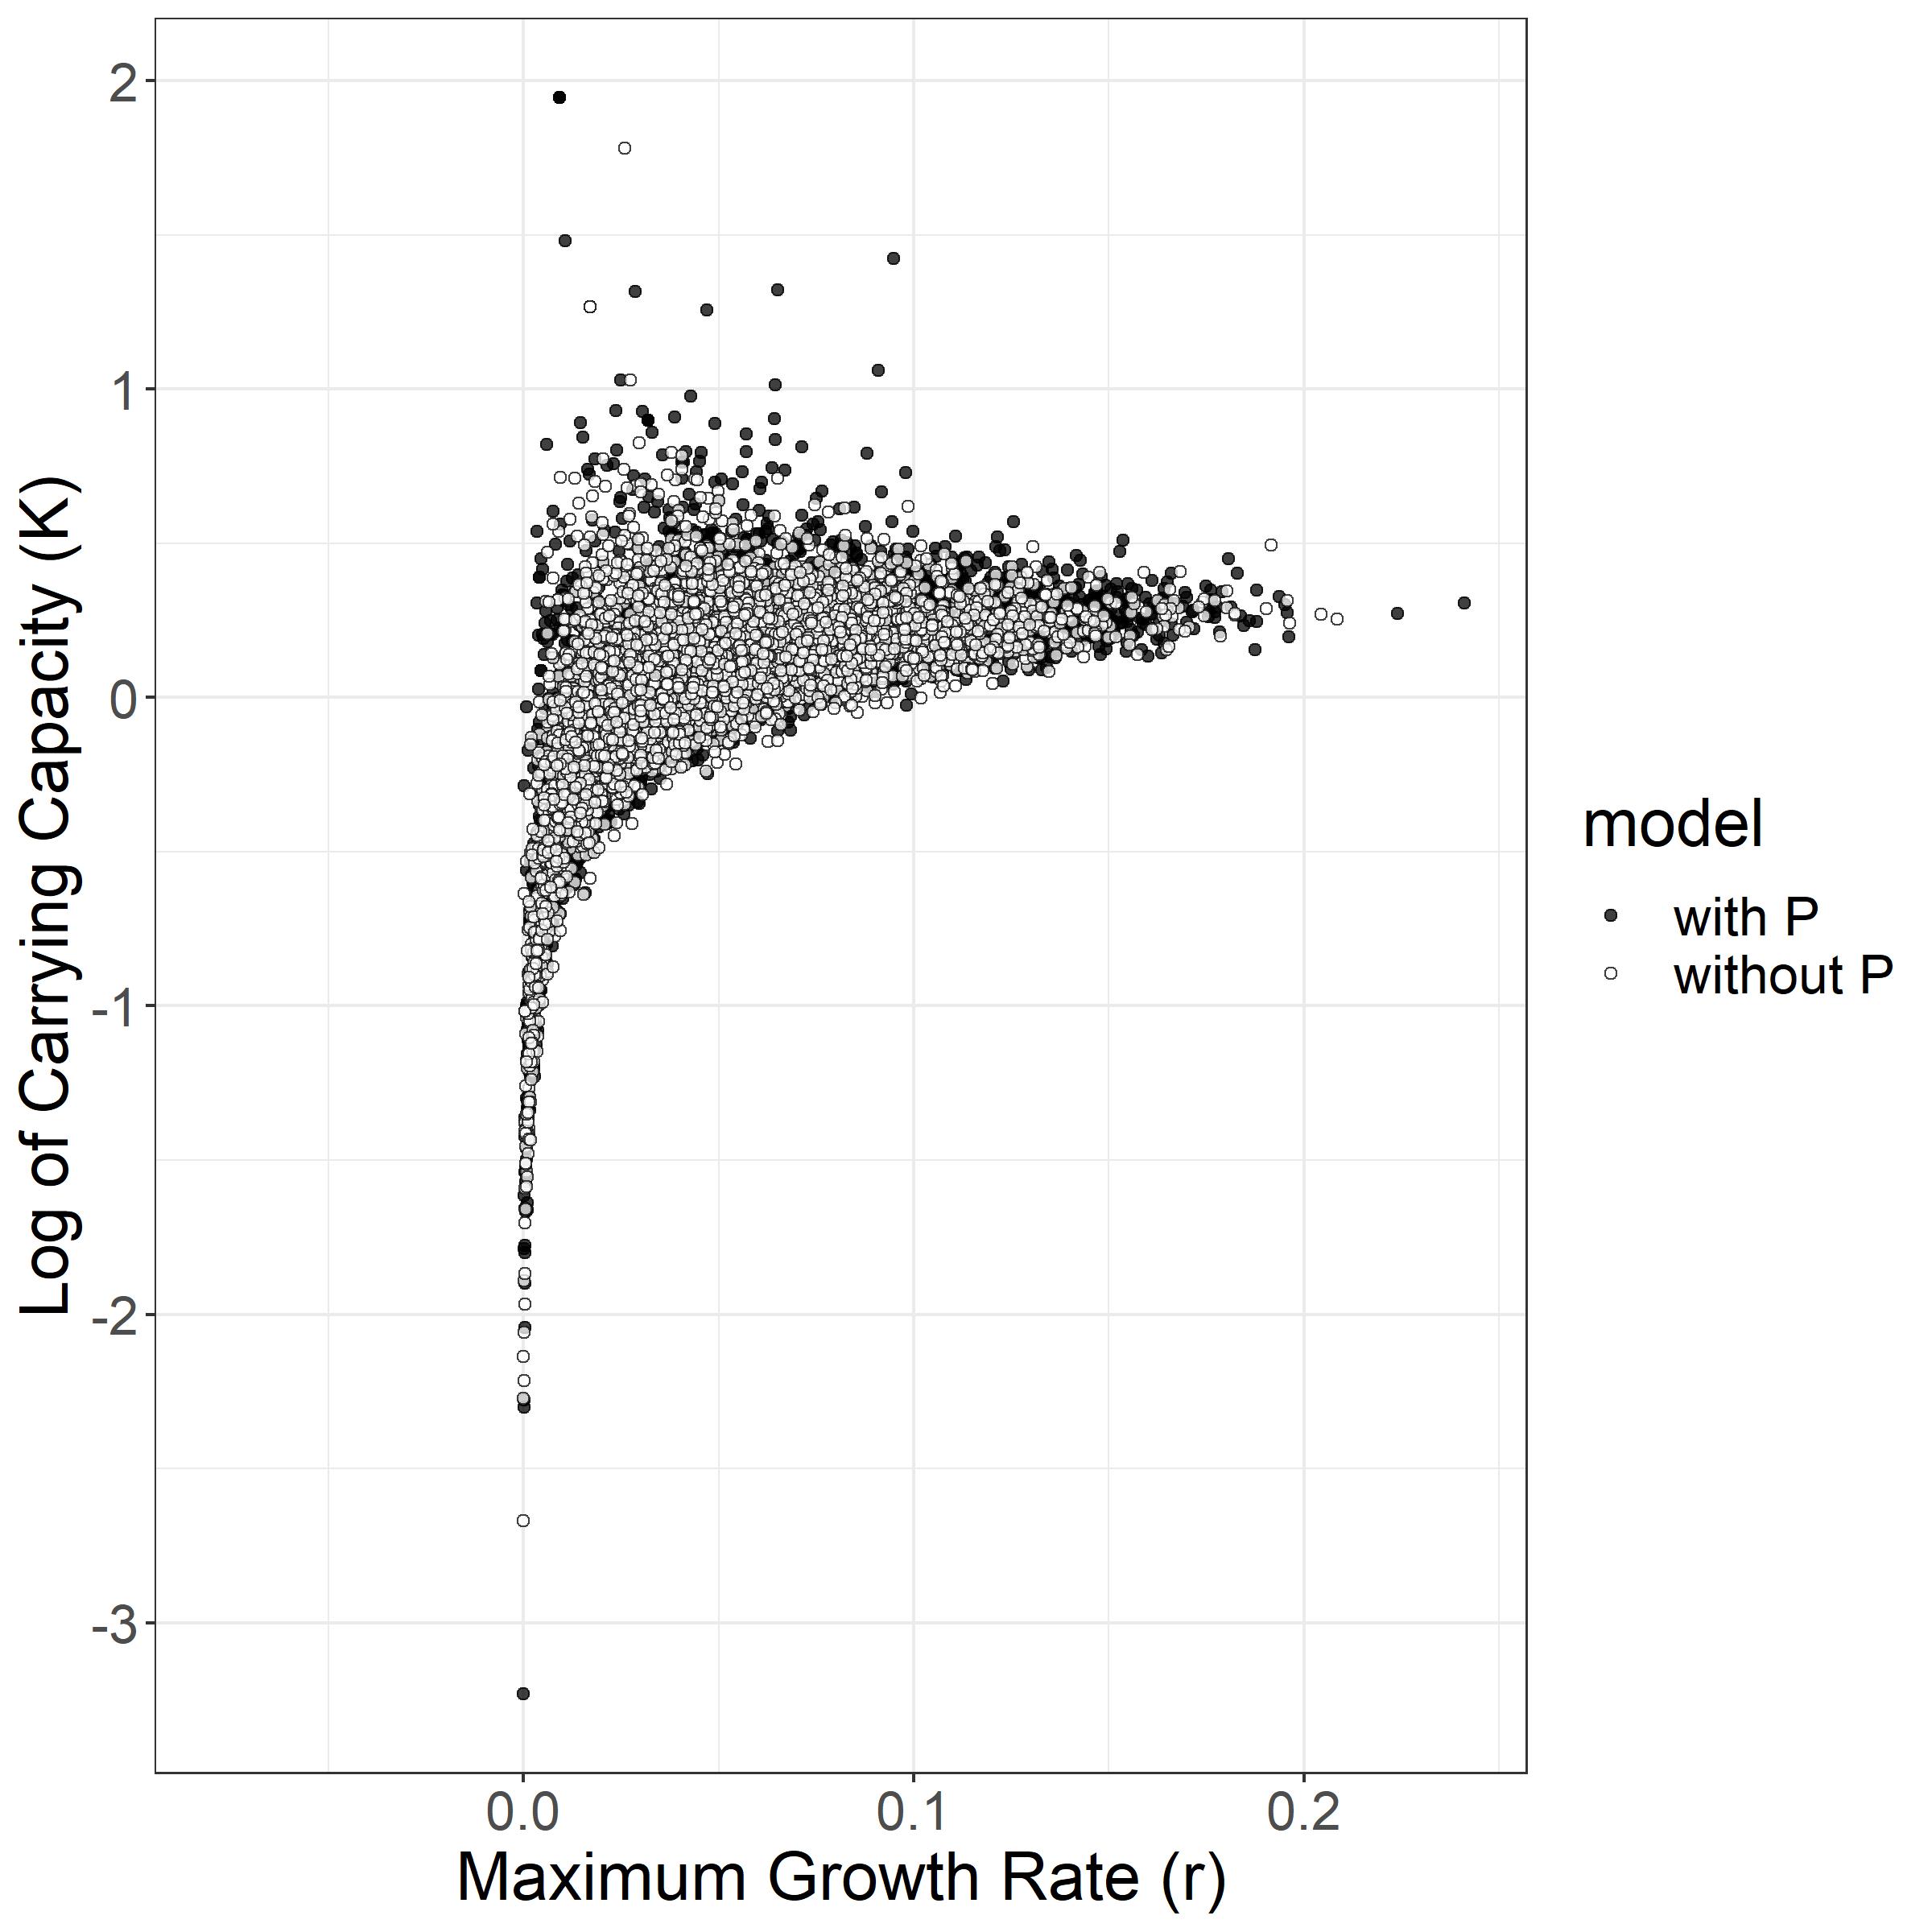 2
1
0
-1
-2
-3
Log of Carrying Capacity (K)
0.0
0.1
0.2
Maximum Growth Rate (r)
model
with P
without P